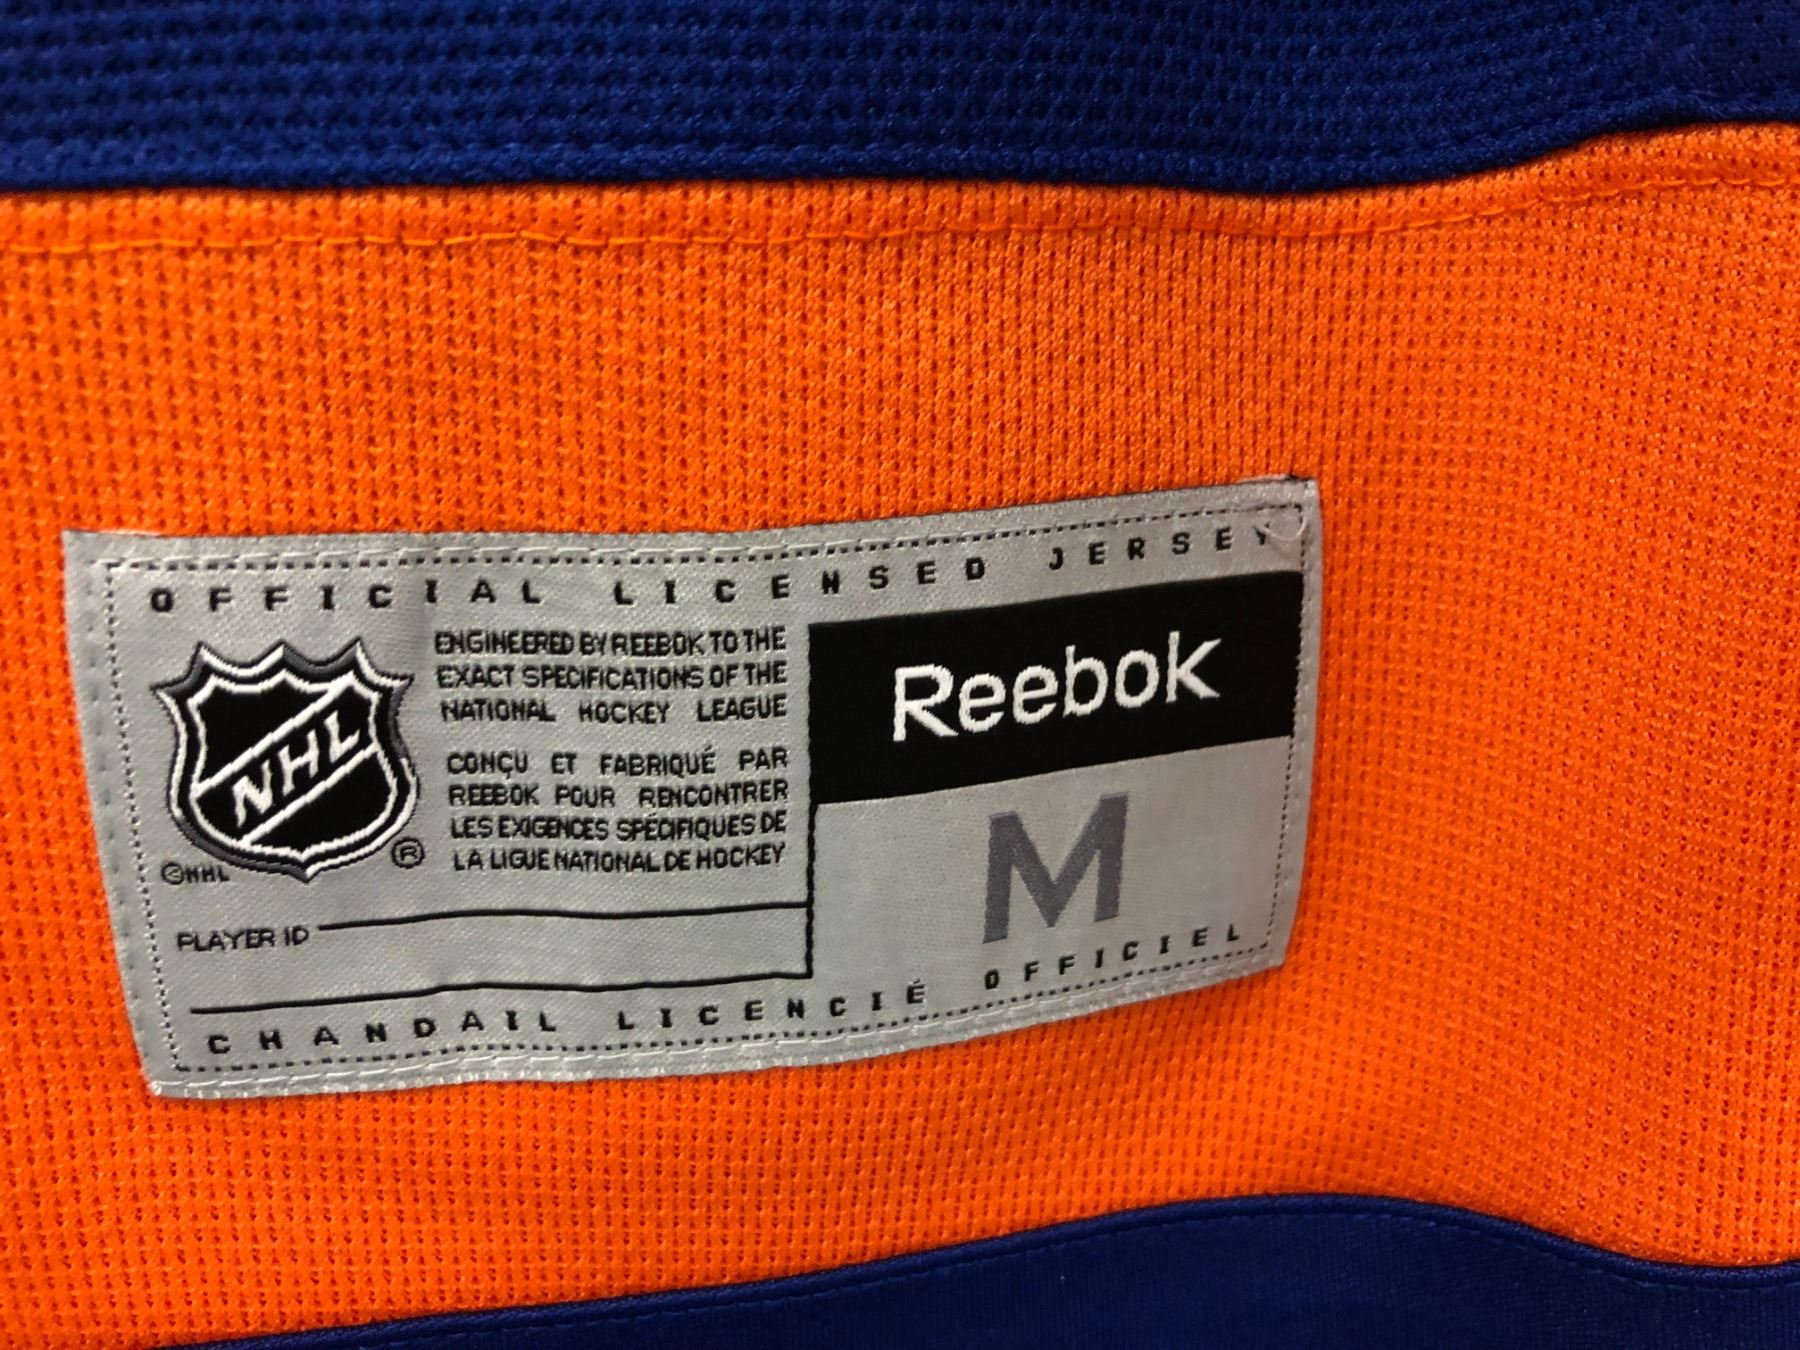 OFFICIAL LICENSED JERSEY
NHL
®
©NHL
ENGINEERED BY REEBOK TO THE
EXACT SPECIFICATIONS OF THE
NATIONAL HOCKEY LEAGUE
CONÇU ET FABRIQUÉ PAR
REEBOK POUR RENCONTRER
LES EXIGENCES SPÉCIFIQUES DE
LA LIGUE NATIONAL DE HOCKEY
Reebok
M
PLAYER ID
CHANDAIL LICENCIÉ OFFICIEL